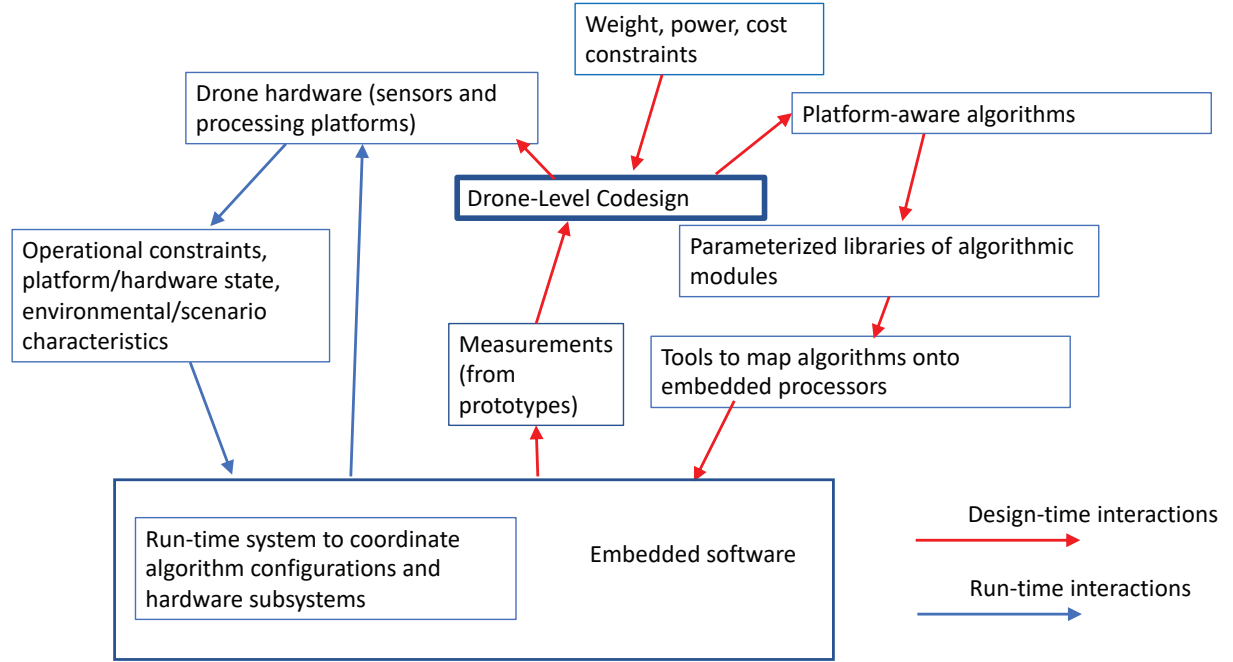 Weight, power, cost
constraints
Drone hardware (sensors and
processing platforms)
Platform-aware algorithms
Drone-Level Codesign
Operational constraints,
platform/hardware state,
environmental/scenario
characteristics
Parameterized libraries of algorithmic
modules
Measurements
(from
prototypes)
Tools to map algorithms onto
embedded processors
Run-time system to coordinate
algorithm configurations and
hardware subsystems
Embedded software
Design-time interactions
Run-time interactions